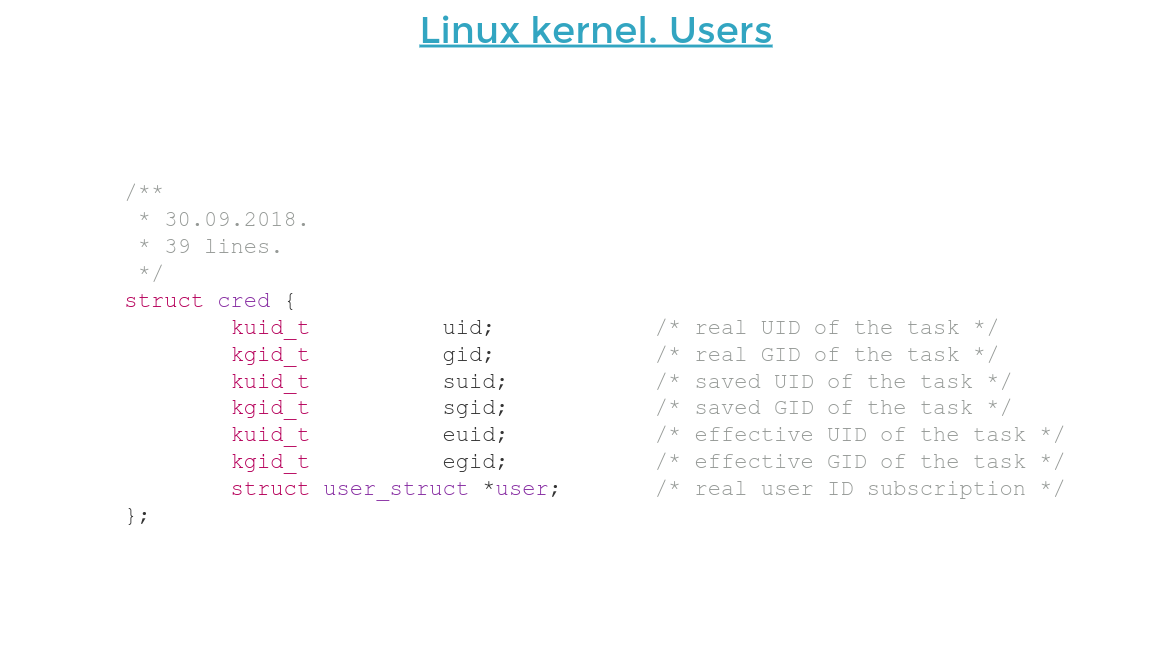 Linux kernel. Users
/**
 * 30.09.2018.
 * 39 lines.
 */
struct cred {
        kuid_t          uid;            /* real UID of the task */
        kgid_t          gid;            /* real GID of the task */
        kuid_t          suid;           /* saved UID of the task */
        kgid_t          sgid;           /* saved GID of the task */
        kuid_t          euid;           /* effective UID of the task */
        kgid_t          egid;           /* effective GID of the task */
        struct user_struct *user;       /* real user ID subscription */
};